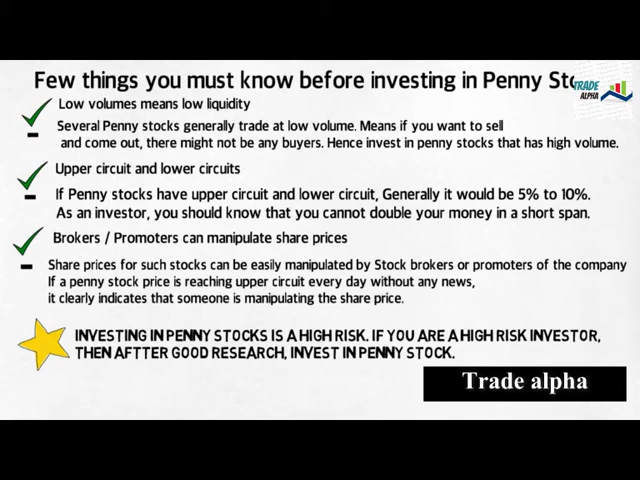 Few things you must know before investing in Penny Sto
TRADE
ALPHA
Low volumes means low liquidity
Several Penny stocks generally trade at low volume. Means if you want to sell
and come out, there might not be any buyers. Hence invest in penny stocks that has high volume.
Upper circuit and lower circuits
If Penny stocks have upper circuit and lower circuit, Generally it would be 5% to 10%.
As an investor, you should know that you cannot double your money in a short span.
Brokers / Promoters can manipulate share prices
Share prices for such stocks can be easily manipulated by Stock brokers or promoters of the company
If a penny stock price is reaching upper circuit every day without any news,
it clearly indicates that someone is manipulating the share price.
INVESTING IN PENNY STOCKS IS A HIGH RISK. IF YOU ARE A HIGH RISK INVESTOR,
THEN AFTTER GOOD RESEARCH, INVEST IN PENNY STOCK.
Trade alpha